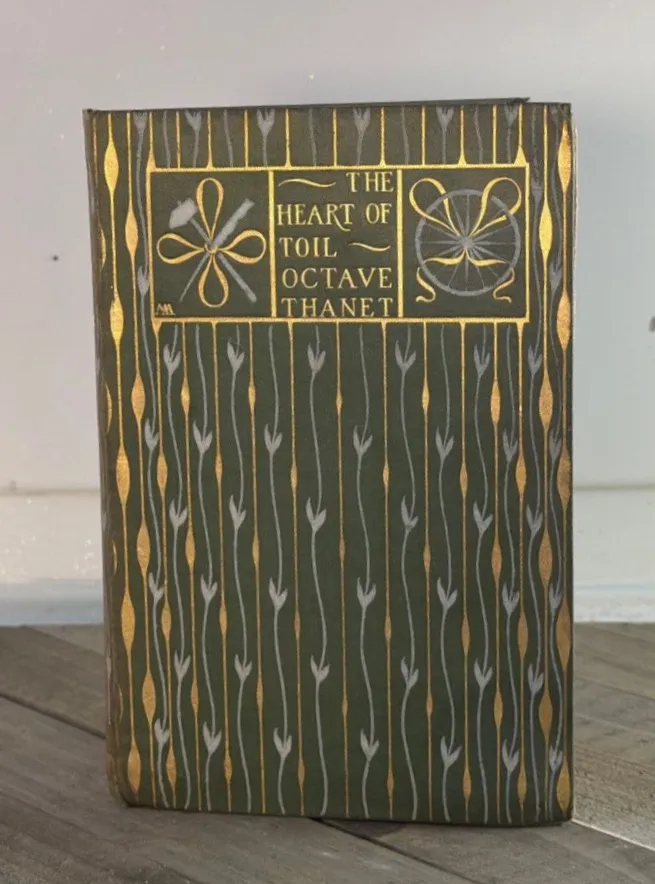 THE
HEART OF
TOIL
OCTAVE
THANET